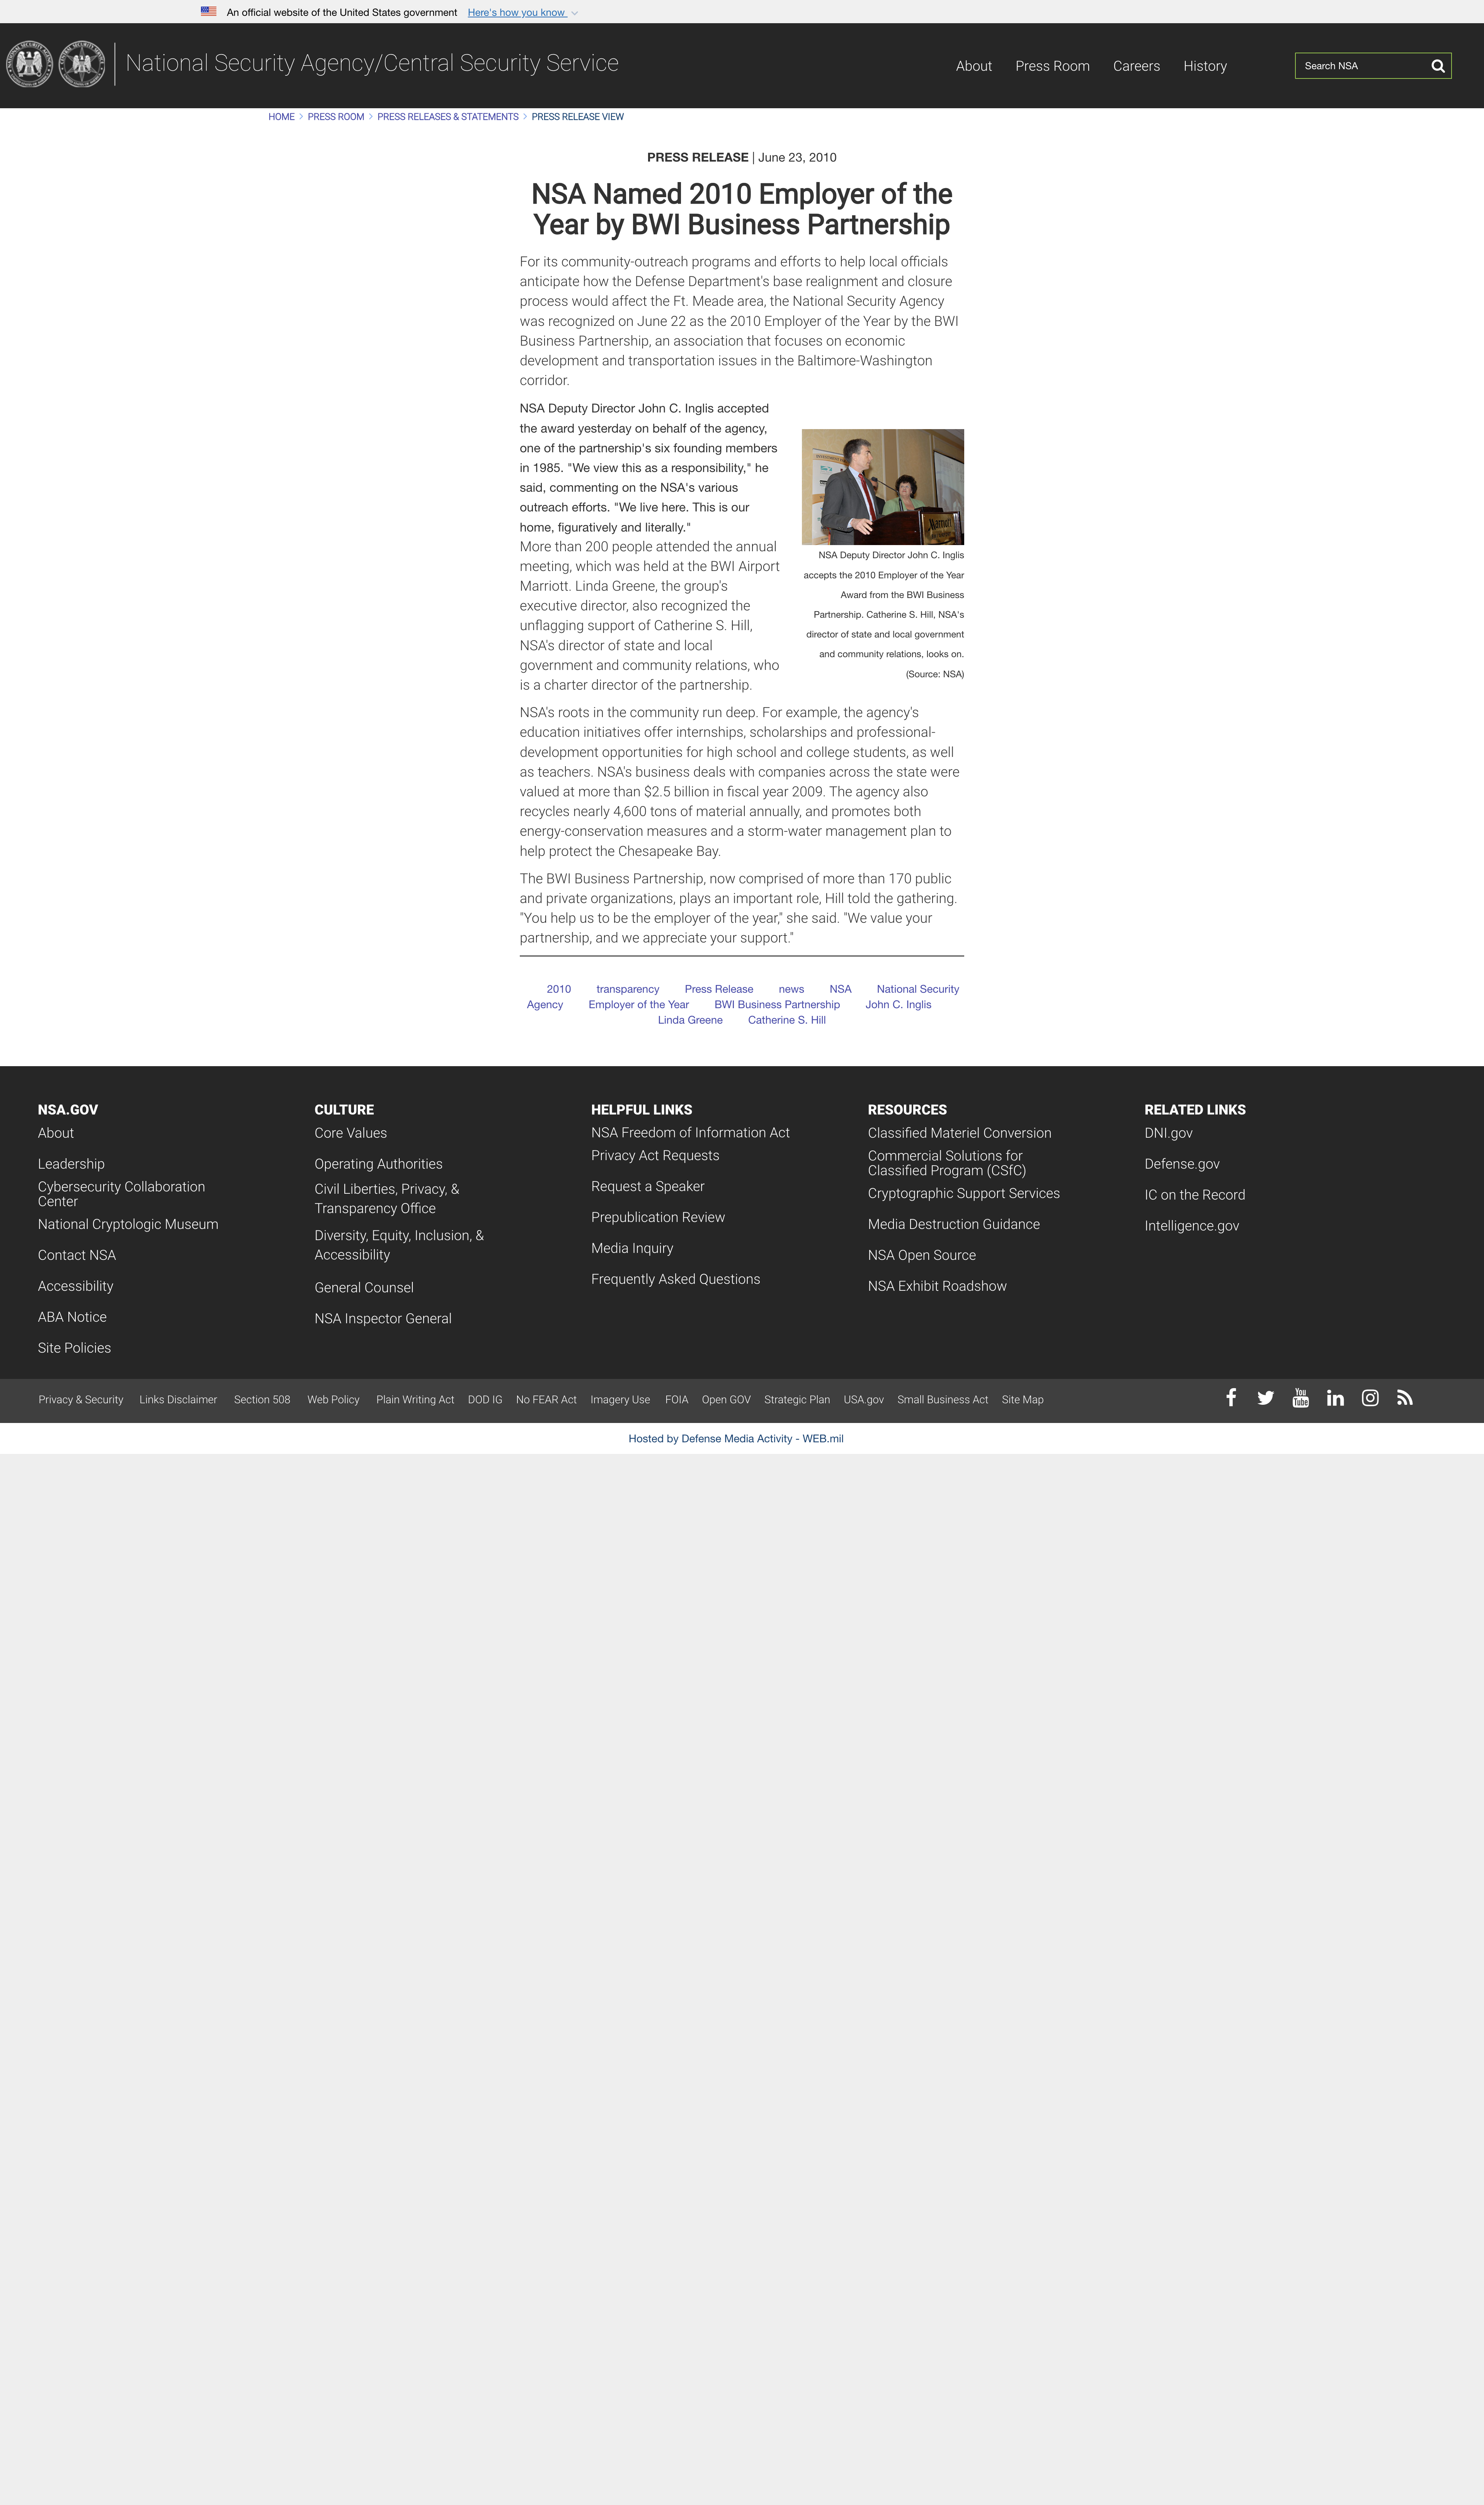 An official website of the United States government Here's how you know
National Security Agency/Central Security Service
About Press Room Careers History
Search NSA
HOME PRESS ROOM PRESS RELEASES & STATEMENTS PRESS RELEASE VIEW
PRESS RELEASE | June 23, 2010
NSA Named 2010 Employer of the
Year by BWI Business Partnership
For its community-outreach programs and efforts to help local officials
anticipate how the Defense Department's base realignment and closure
process would affect the Ft. Meade area, the National Security Agency
was recognized on June 22 as the 2010 Employer of the Year by the BWI
Business Partnership, an association that focuses on economic
development and transportation issues in the Baltimore-Washington
corridor.
NSA Deputy Director John C. Inglis accepted
the award yesterday on behalf of the agency,
one of the partnership's six founding members
in 1985. "We view this as a responsibility," he
said, commenting on the NSA's various
outreach efforts. "We live here. This is our
home, figuratively and literally."
More than 200 people attended the annual
meeting, which was held at the BWI Airport
Marriott. Linda Greene, the group's
executive director, also recognized the
unflagging support of Catherine S. Hill,
NSA's director of state and local
government and community relations, who
is a charter director of the partnership.
NSA Deputy Director John C. Inglis
accepts the 2010 Employer of the Year
Award from the BWI Business
Partnership. Catherine S. Hill, NSA's
director of state and local government
and community relations, looks on.
(Source: NSA)
NSA's roots in the community run deep. For example, the agency's
education initiatives offer internships, scholarships and professional-
development opportunities for high school and college students, as well
as teachers. NSA's business deals with companies across the state were
valued at more than $2.5 billion in fiscal year 2009. The agency also
recycles nearly 4,600 tons of material annually, and promotes both
energy-conservation measures and a storm-water management plan to
help protect the Chesapeake Bay.
The BWI Business Partnership, now comprised of more than 170 public
and private organizations, plays an important role, Hill told the gathering.
"You help us to be the employer of the year," she said. "We value your
partnership, and we appreciate your support."
2010 transparency Press Release news NSA National Security
Agency Employer of the Year BWI Business Partnership John C. Inglis
Linda Greene Catherine S. Hill
NSA.GOV
About
Leadership
Cybersecurity Collaboration
Center
National Cryptologic Museum
Contact NSA
Accessibility
ABA Notice
Site Policies
CULTURE
Core Values
Operating Authorities
Civil Liberties, Privacy, &
Transparency Office
Diversity, Equity, Inclusion, &
Accessibility
General Counsel
NSA Inspector General
HELPFUL LINKS
NSA Freedom of Information Act
Privacy Act Requests
Request a Speaker
Prepublication Review
Media Inquiry
Frequently Asked Questions
RESOURCES
Classified Materiel Conversion
Commercial Solutions for
Classified Program (CSfC)
Cryptographic Support Services
Media Destruction Guidance
NSA Open Source
NSA Exhibit Roadshow
RELATED LINKS
DNI.gov
Defense.gov
IC on the Record
Intelligence.gov
Privacy & Security Links Disclaimer Section 508 Web Policy Plain Writing Act DOD IG No FEAR Act Imagery Use FOIA Open GOV Strategic Plan USA.gov Small Business Act Site Map
You
Tube
Hosted by Defense Media Activity - WEB.mil